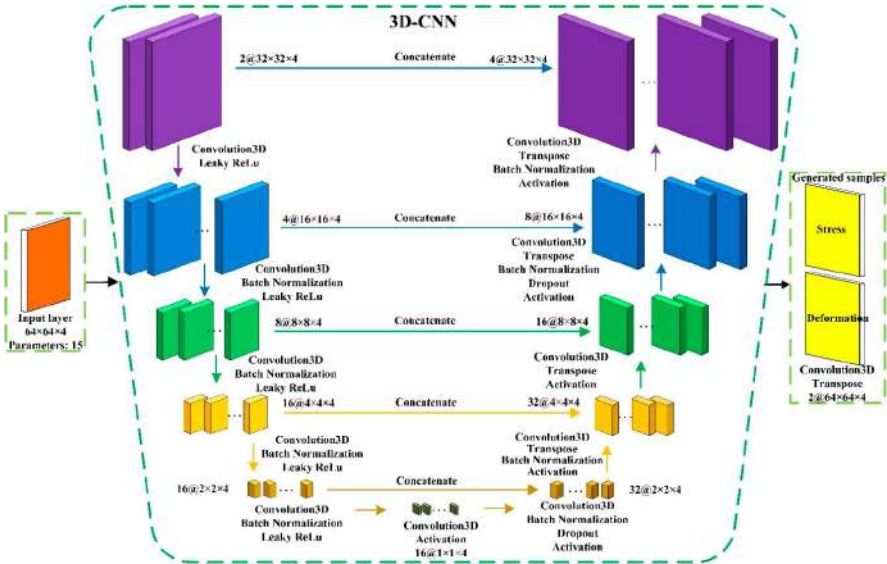 3D-CNN
2@32×32×4
Concatenate
4@32×32×4
Convolution3D
Leaky ReLu
Convolution3D
Transpose
Batch Normalization
Activation
4@16×16×4
Concatenate
8@16×16×4
Convolution3D
Batch Normalization
Leaky ReLu
Convolution3D
Transpose
Batch Normalization
Dropout
Activation
Input layer
64×64×4
Parameters: 15
Generated samples
Stress
Deformation
Convolution3D
Transpose
2@64×64×4
8@8×8×4
Concatenate
16@8×8×4
Convolution3D
Batch Normalization
Leaky ReLu
Convolution3D
Transpose
Activation
16@4×4×4
Concatenate
32@4×4×4
Convolution3D
Batch Normalization
Leaky ReLu
Convolution3D
Transpose
Batch Normalization
Activation
16@2×2×4
Concatenate
32@2×2×4
Convolution3D
Batch Normalization
Leaky ReLu
Convolution3D
Activation
16@1×1×4
Convolution3D
Batch Normalization
Dropout
Activation